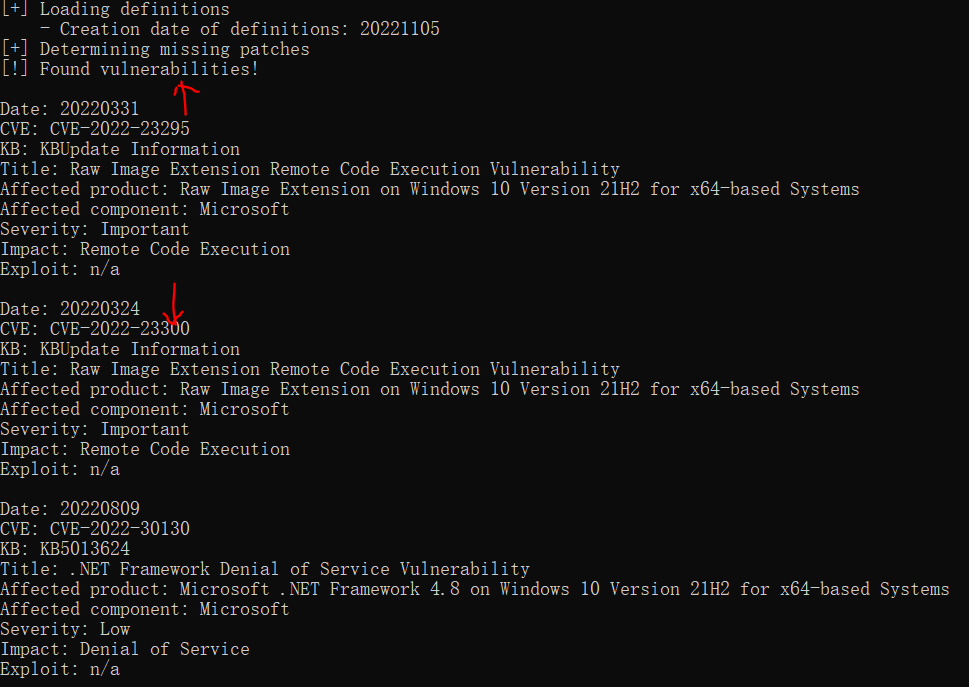 [+] Loading definitions
- Creation date of definitions: 20221105
[+] Determining missing patches
[!] Found vulnerabilities!
Date: 20220331
CVE: CVE-2022-23295
KB: KBUpdate Information
Title: Raw Image Extension Remote Code Execution Vulnerability
Affected product: Raw Image Extension on Windows 10 Version 21H2 for x64-based Systems
Affected component: Microsoft
Severity: Important
Impact: Remote Code Execution
Exploit: n/a
Date: 20220324
CVE: CVE-2022-23300
KB: KBUpdate Information
Title: Raw Image Extension Remote Code Execution Vulnerability
Affected product: Raw Image Extension on Windows 10 Version 21H2 for x64-based Systems
Affected component: Microsoft
Severity: Important
Impact: Remote Code Execution
Exploit: n/a
Date: 20220809
CVE: CVE-2022-30130
KB: KB5013624
Title: .NET Framework Denial of Service Vulnerability
Affected product: Microsoft .NET Framework 4.8 on Windows 10 Version 21H2 for x64-based Systems
Affected component: Microsoft
Severity: Low
Impact: Denial of Service
Exploit: n/a